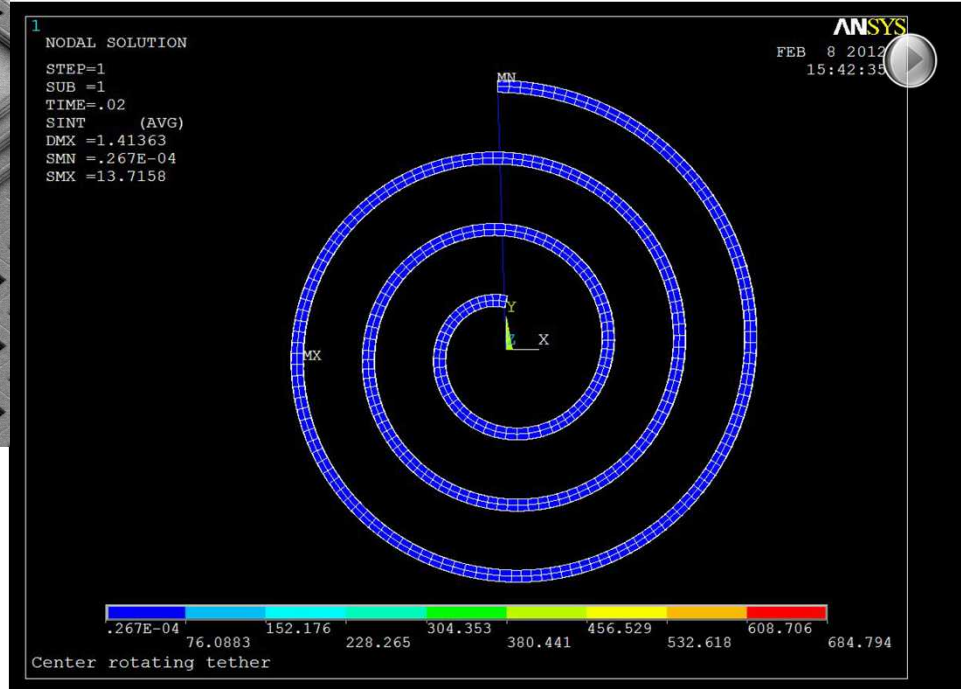 1
NODAL SOLUTION
STEP=1
SUB =1
TIME=.02
SINT (AVG)
DMX =1.41363
SMN =.267E-04
SMX =13.7158
ANSYS
FEB 8 2012
15:42:35
MN
Y
Z X
MX
.267E-04 152.176 304.353 456.529 608.706
76.0883 228.265 380.441 532.618 684.794
Center rotating tether